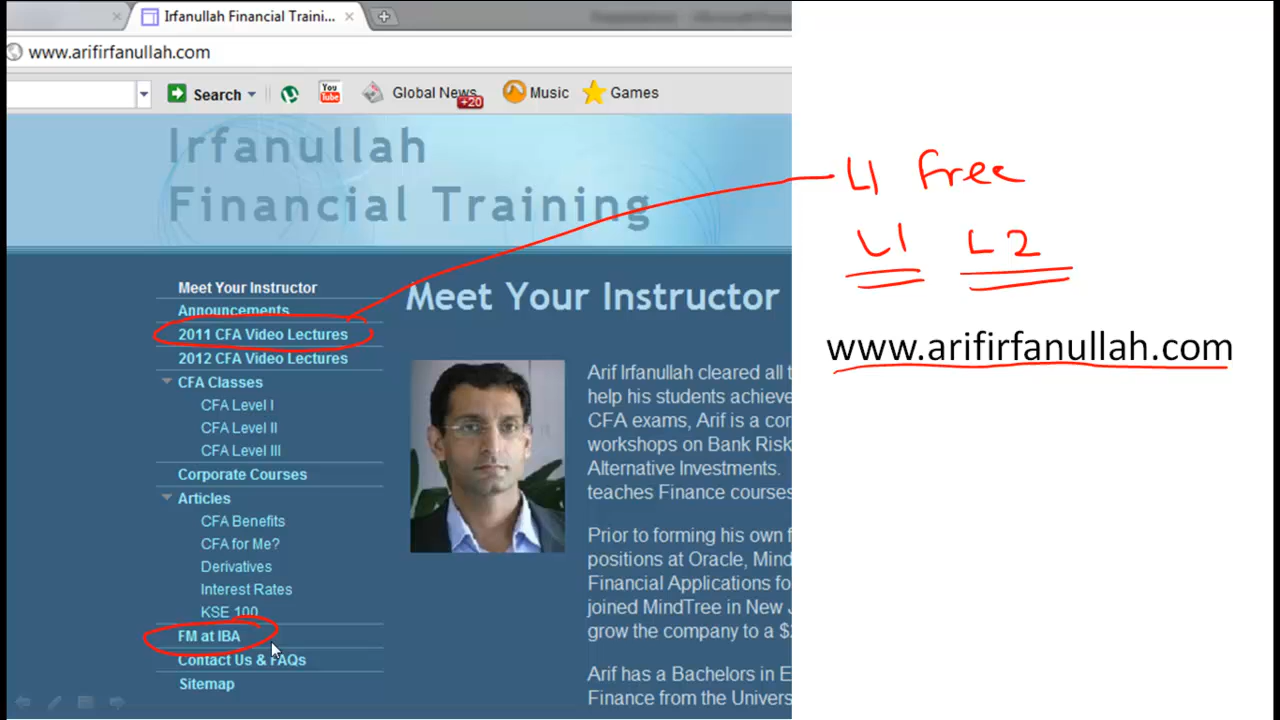 Irfanullah Financial Traini...
www.arifirfanullah.com
Search
You
Tube
Global News
+20
Music
Games
Irfanullah
Financial Training
Meet Your Instructor
Announcements
2011 CFA Video Lectures
2012 CFA Video Lectures
CFA Classes
CFA Level I
CFA Level II
CFA Level III
Corporate Courses
Articles
CFA Benefits
CFA for Me?
Derivatives
Interest Rates
KSE 100
FM at IBA
Contact Us & FAQs
Sitemap
Meet Your Instructor
Arif Irfanullah cleared all
help his students achieve
CFA exams, Arif is a
workshops on Bank Risk
Alternative Investments.
teaches Finance courses
Prior to forming his own
positions at Oracle,
Financial Applications
joined MindTree in New
grow the company to a
Arif has a Bachelors in
Finance from the
L1 Free
L1 L2
www.arifirfanullah.com